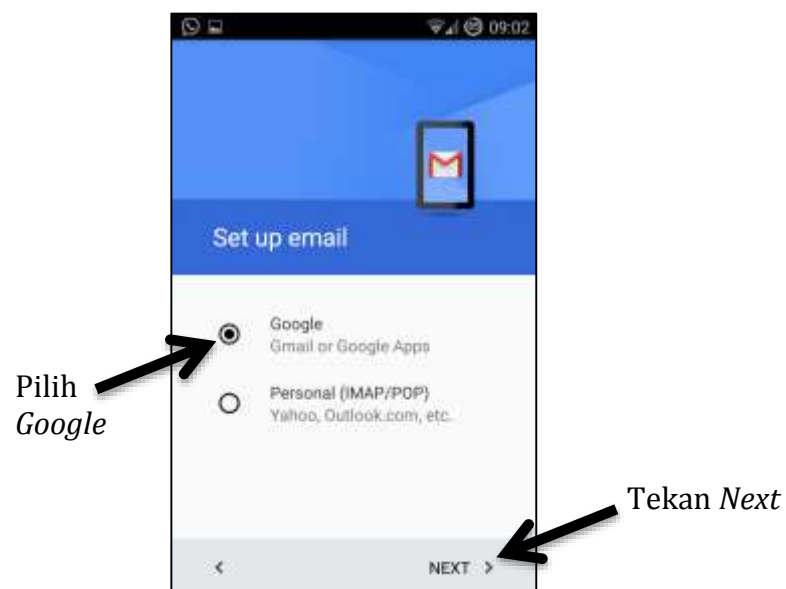 09:02
Set up email
Google
Gmail or Google Apps
Personal (IMAP/POP)
Yahoo, Outlook.com, etc.
Pilih
Google
Tekan Next
NEXT